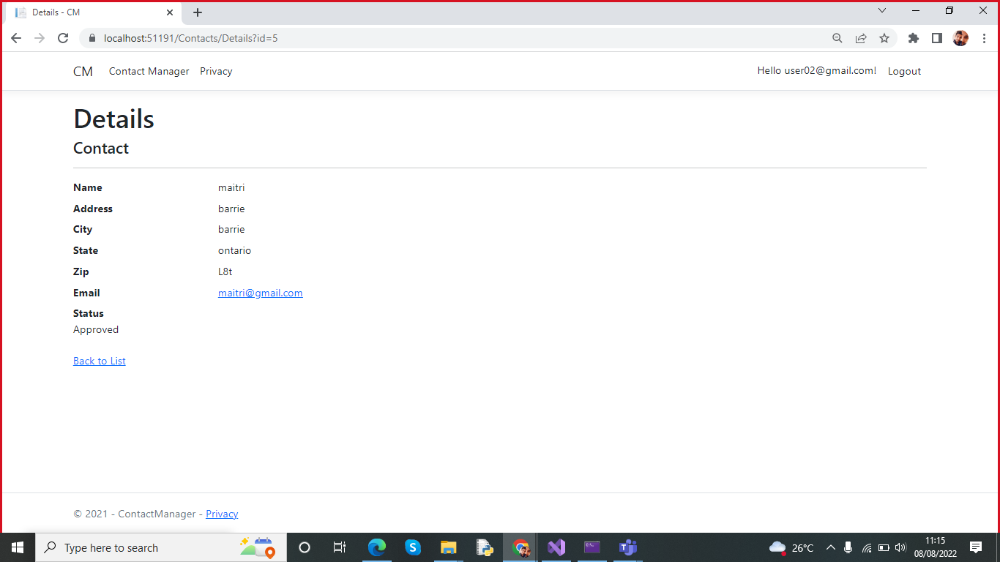 Details - CM
localhost:51191/Contacts/Details?id=5
CM Contact Manager Privacy Hello user02@gmail.com! Logout
Details
Contact
Name maitri
Address barrie
City barrie
State ontario
Zip L8t
Email maitri@gmail.com
Status
Approved
Back to List
© 2021 - ContactManager - Privacy
Type here to search
26°C
11:15
08/08/2022